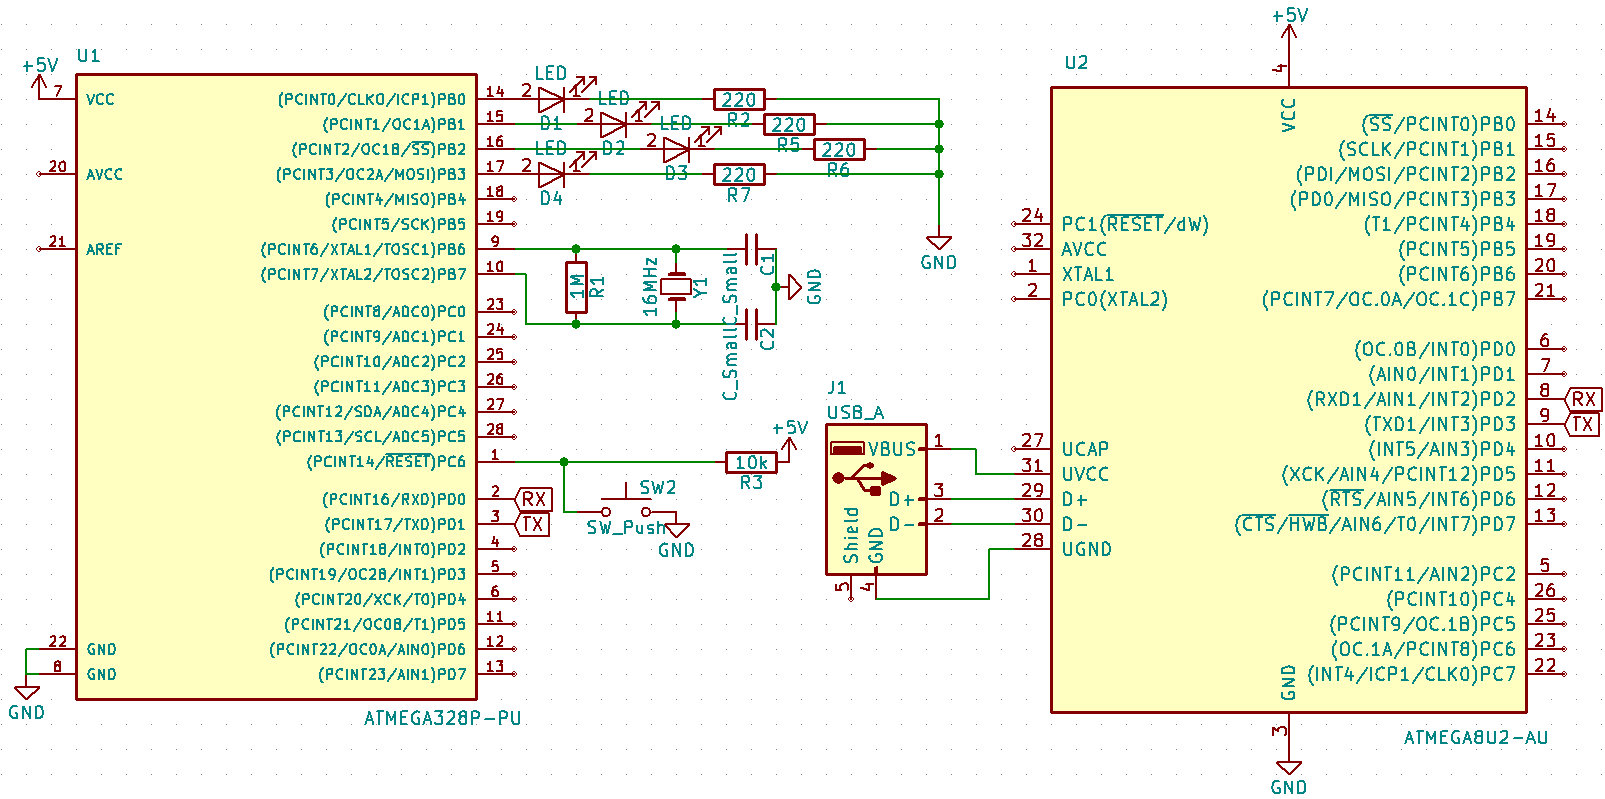 U1
+5V
7 VCC
20 AVCC
21 AREF
22 GND
8 GND
GND
(PCINT0/CLKO/ICP1)PB0 14
(PCINT1/OC1A)PB1 15
(PCINT2/OC1B/SS)PB2 16
(PCINT3/OC2A/MOSI)PB3 17
(PCINT4/MISO)PB4 18
(PCINT5/SCK)PB5 19
(PCINT6/XTAL1/TOSC1)PB6 9
(PCINT7/XTAL2/TOSC2)PB7 10
(PCINT8/ADC0)PC0 23
(PCINT9/ADC1)PC1 24
(PCINT10/ADC2)PC2 25
(PCINT11/ADC3)PC3 26
(PCINT12/SDA/ADC4)PC4 27
(PCINT13/SCL/ADC5)PC5 28
(PCINT14/RESET)PC6 1
(PCINT16/RXD)PD0 2 RX
(PCINT17/TXD)PD1 3 TX
(PCINT18/INT0)PD2 4
(PCINT19/OC2B/INT1)PD3 5
(PCINT20/XCK/T0)PD4 6
(PCINT21/OC0B/T1)PD5 11
(PCINT22/OC0A/AIN0)PD6 12
(PCINT23/AIN1)PD7 13
ATMEGA328P-PU
LED
2 1
D1
220
R2
LED
2 1
D2
220
R5
LED
2 1
D3
220
R6
LED
2 1
D4
220
R7
GND
1M
R1
16MHz
Y1
C_Small
C1
C_Small
C2
GND
+5V
10k
R3
SW2
SW_Push
GND
J1
USB_A
VBUS 1
D+ 3
D- 2
Shield 5
GND 4
U2
+5V
4
VCC
24 PC1(RESET/dW)
32 AVCC
1 XTAL1
2 PC0(XTAL2)
27 UCAP
31 UVCC
29 D+
30 D-
28 UGND
(SS/PCINT0)PB0 14
(SCLK/PCINT1)PB1 15
(PDI/MOSI/PCINT2)PB2 16
(PDO/MISO/PCINT3)PB3 17
(T1/PCINT4)PB4 18
(PCINT5)PB5 19
(PCINT6)PB6 20
(PCINT7/OC.0A/OC.1C)PB7 21
(OC.0B/INT0)PD0 6
(AIN0/INT1)PD1 7
(RXD1/AIN1/INT2)PD2 8 RX
(TXD1/INT3)PD3 9 TX
(INT5/AIN3)PD4 10
(XCK/AIN4/PCINT12)PD5 11
(RTS/AIN5/INT6)PD6 12
(CTS/HWB/AIN6/T0/INT7)PD7 13
(PCINT11/AIN2)PC2 5
(PCINT10)PC4 26
(PCINT9/OC.1B)PC5 25
(OC.1A/PCINT8)PC6 23
(INT4/ICP1/CLKO)PC7 22
GND
3
GND
ATMEGA8U2-AU